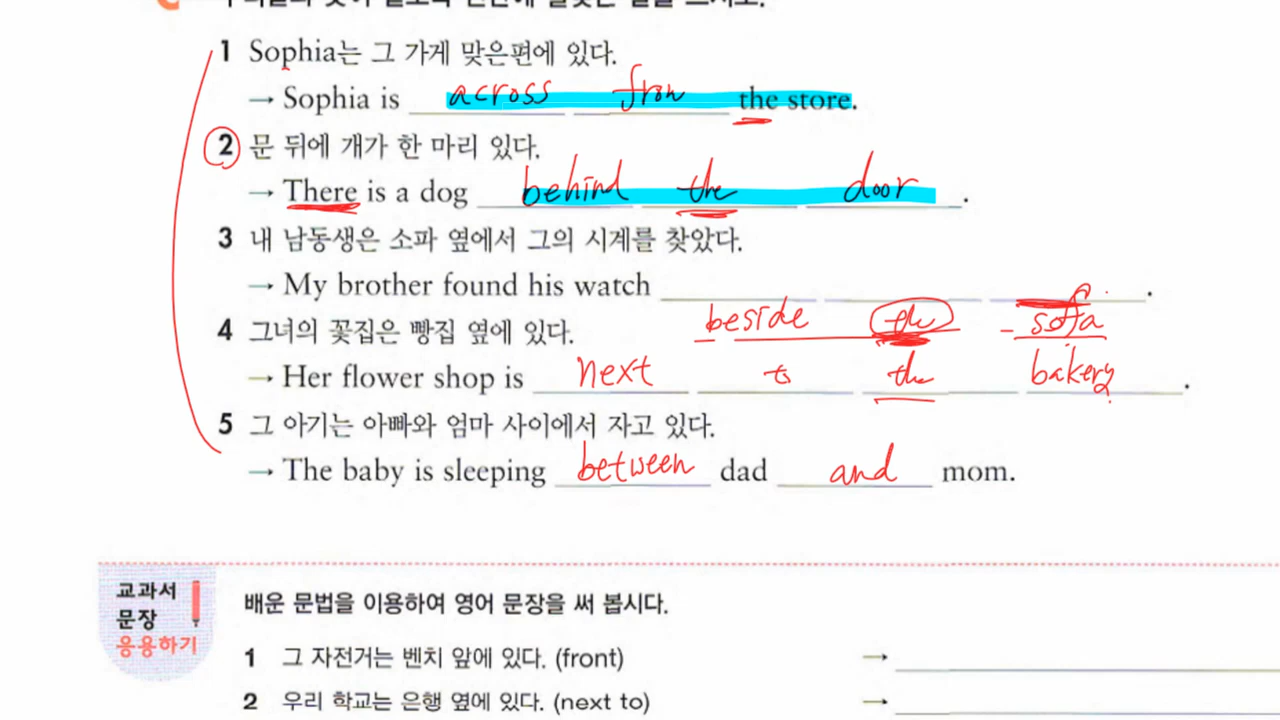 1 Sophia는 그 가게 맞은편에 있다.
→ Sophia is across from the store.
2 문 뒤에 개가 한 마리 있다.
→ There is a dog behind the door.
3 내 남동생은 소파 옆에서 그의 시계를 찾았다.
→ My brother found his watch
beside the sofa.
4 그녀의 꽃집은 빵집 옆에 있다.
→ Her flower shop is next to the bakery.
5 그 아기는 아빠와 엄마 사이에서 자고 있다.
→ The baby is sleeping between dad and mom.
교과서
문장
응용하기
배운 문법을 이용하여 영어 문장을 써 봅시다.
1 그 자전거는 벤치 앞에 있다. (front) →
2 우리 학교는 은행 옆에 있다. (next to) →